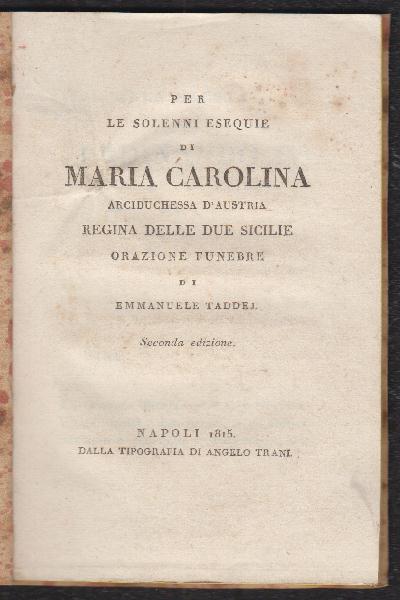 PER
LE SOLENNI ESEQUIE
DI
MARIA CAROLINA
ARCIDUCHESSA D'AUSTRIA
REGINA DELLE DUE SICILIE
ORAZIONE FUNEBRE
DI
EMMANUELE TADDEI.
Seconda edizione.
NAPOLI 1815.
DALLA TIPOGRAFIA DI ANGELO TRANI.